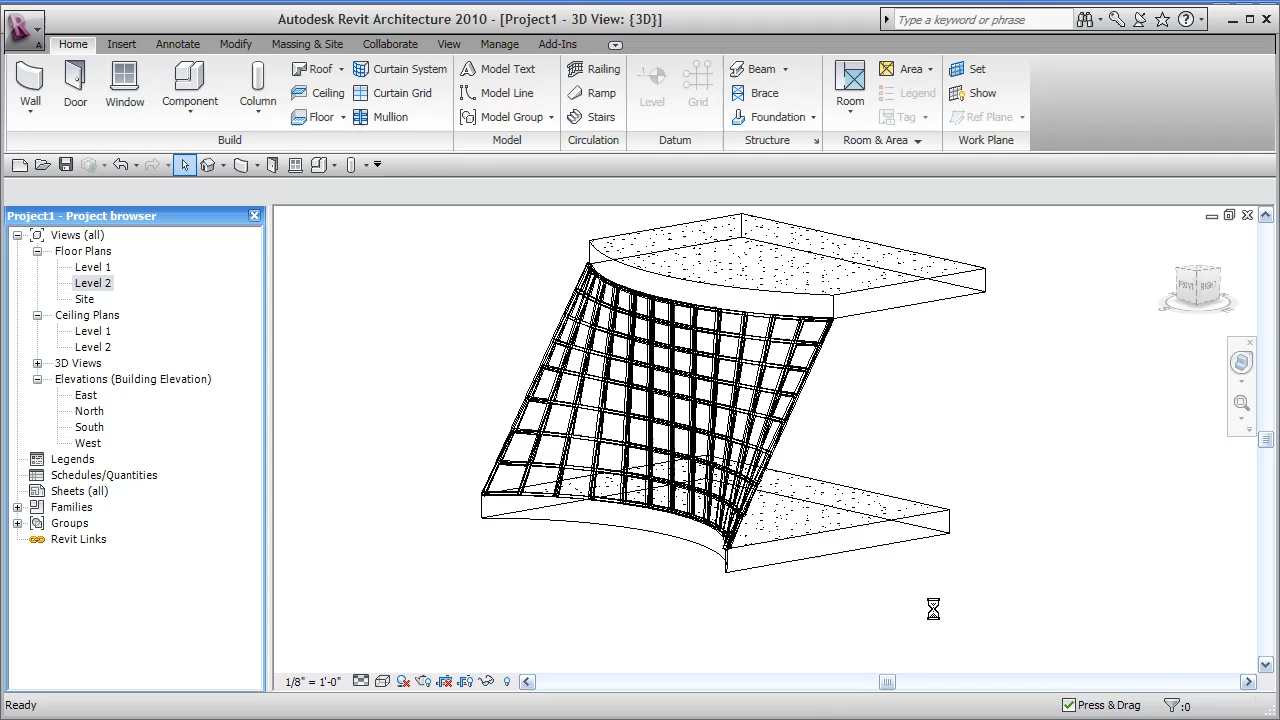 Autodesk Revit Architecture 2010 - [Project1 - 3D View: {3D}]
Type a keyword or phrase
Home Insert Annotate Modify Massing & Site Collaborate View Manage Add-Ins
Wall Door Window Component Column
Roof Curtain System
Ceiling Curtain Grid
Floor Mullion
Build
Model Text
Model Line
Model Group
Model
Railing
Ramp
Stairs
Circulation
Level Grid
Datum
Beam
Brace
Foundation
Structure
Room
Area
Legend
Tag
Room & Area
Set
Show
Ref Plane
Work Plane
Project1 - Project browser
Views (all)
Floor Plans
Level 1
Level 2
Site
Ceiling Plans
Level 1
Level 2
3D Views
Elevations (Building Elevation)
East
North
South
West
Legends
Schedules/Quantities
Sheets (all)
Families
Groups
Revit Links
FRONT RIGHT
1/8" = 1'-0"
Ready
Press & Drag
:0